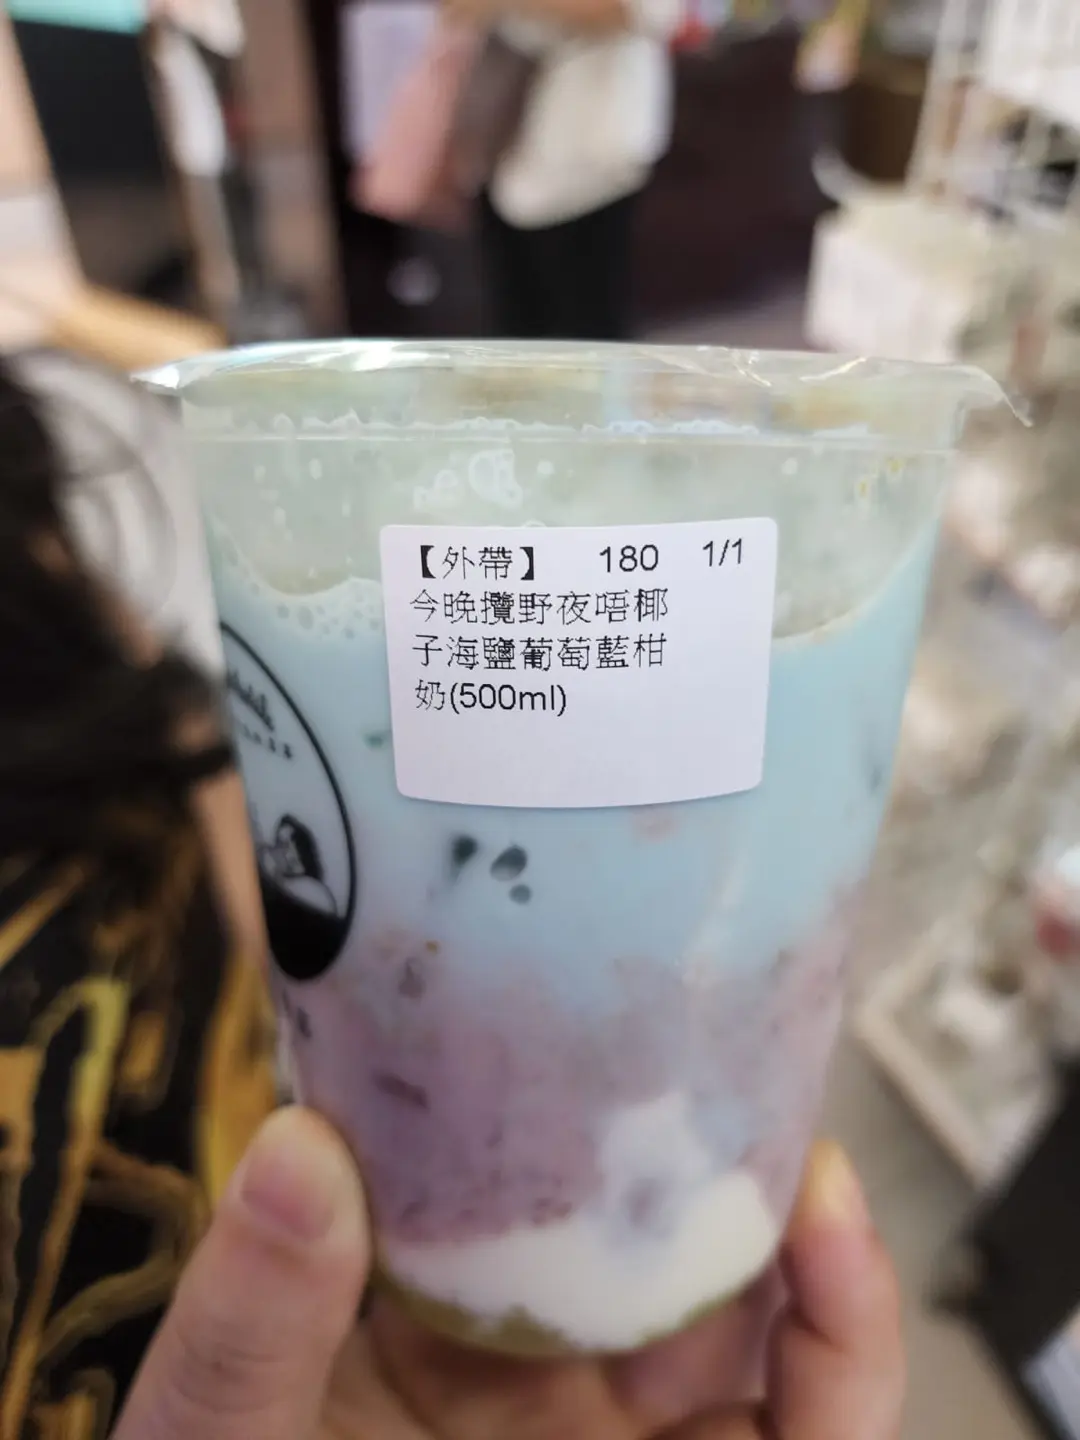 【外帶】 180 1/1
今晚攬野夜唔椰
子海鹽葡萄藍柑
奶(500ml)